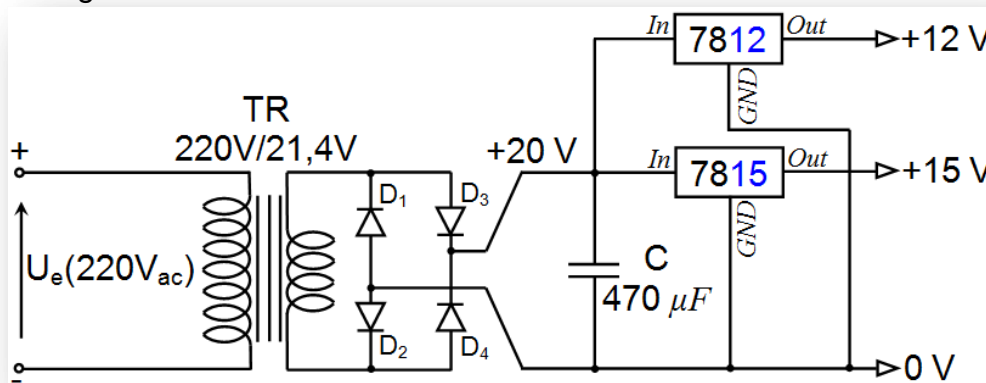 In 7812 Out +12 V
GND
TR
220V/21,4V
+20 V
+
In 7815 Out +15 V
GND
D1 D3
Ue(220Vac)
C
470 μF
D2 D4
-
0 V